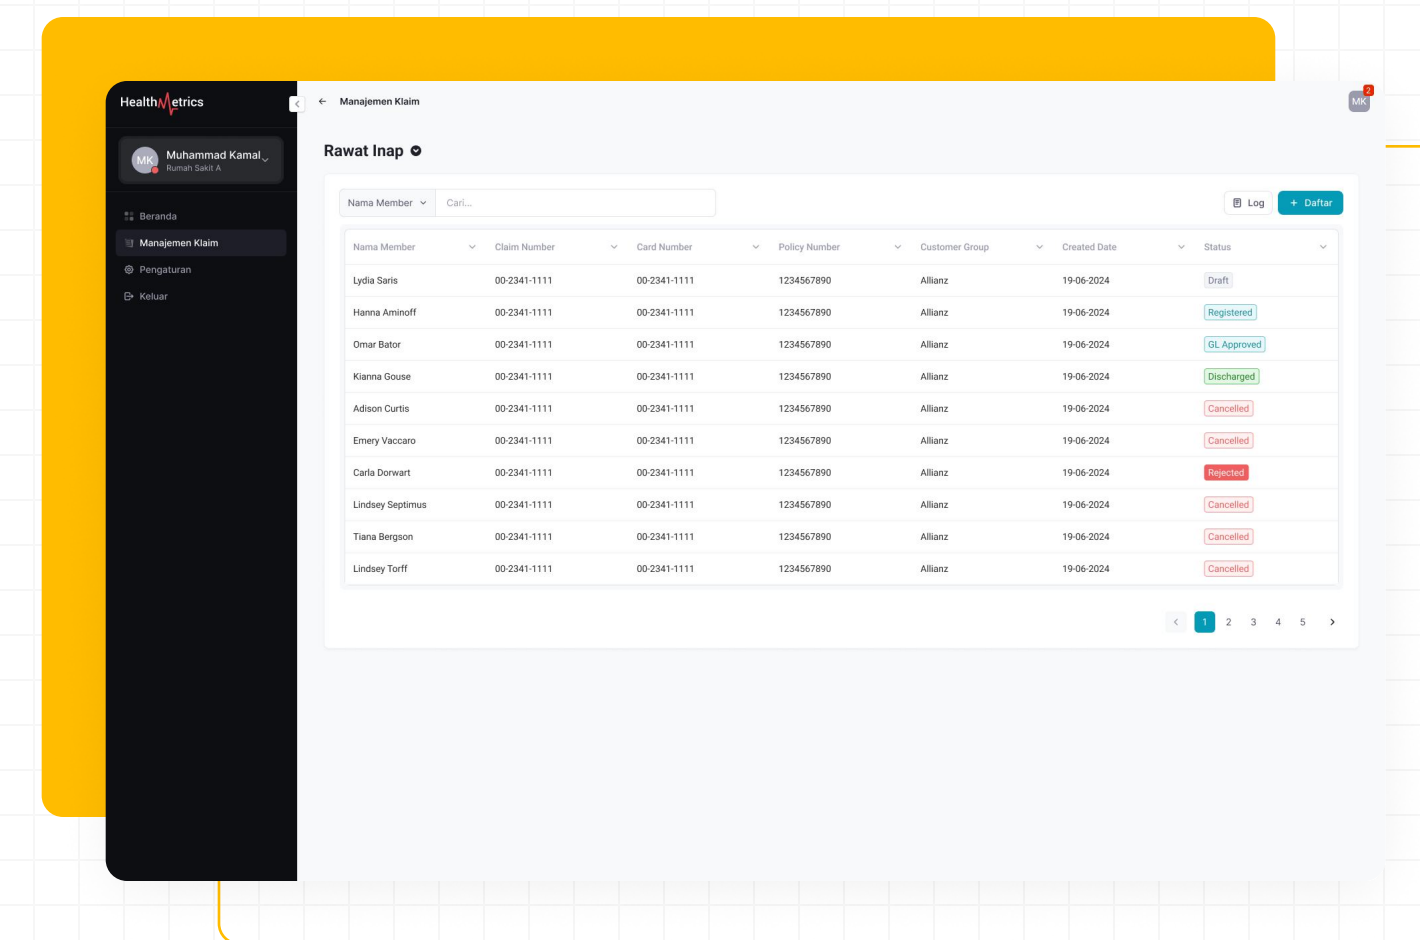 HealthMetrics
Manajemen Klaim
2
MK
MK
Muhammad Kamal
Rumah Sakit A
Beranda
Manajemen Klaim
Pengaturan
Keluar
Rawat Inap
Nama Member Cari... Log + Daftar
Nama Member Claim Number Card Number Policy Number Customer Group Created Date Status
Lydia Saris 00-2341-1111 00-2341-1111 1234567890 Allianz 19-06-2024 Draft
Hanna Aminoff 00-2341-1111 00-2341-1111 1234567890 Allianz 19-06-2024 Registered
Omar Bator 00-2341-1111 00-2341-1111 1234567890 Allianz 19-06-2024 GL Approved
Kianna Gouse 00-2341-1111 00-2341-1111 1234567890 Allianz 19-06-2024 Discharged
Adison Curtis 00-2341-1111 00-2341-1111 1234567890 Allianz 19-06-2024 Cancelled
Emery Vaccaro 00-2341-1111 00-2341-1111 1234567890 Allianz 19-06-2024 Cancelled
Carla Dorwart 00-2341-1111 00-2341-1111 1234567890 Allianz 19-06-2024 Rejected
Lindsey Septimus 00-2341-1111 00-2341-1111 1234567890 Allianz 19-06-2024 Cancelled
Tiana Bergson 00-2341-1111 00-2341-1111 1234567890 Allianz 19-06-2024 Cancelled
Lindsey Torff 00-2341-1111 00-2341-1111 1234567890 Allianz 19-06-2024 Cancelled
1 2 3 4 5